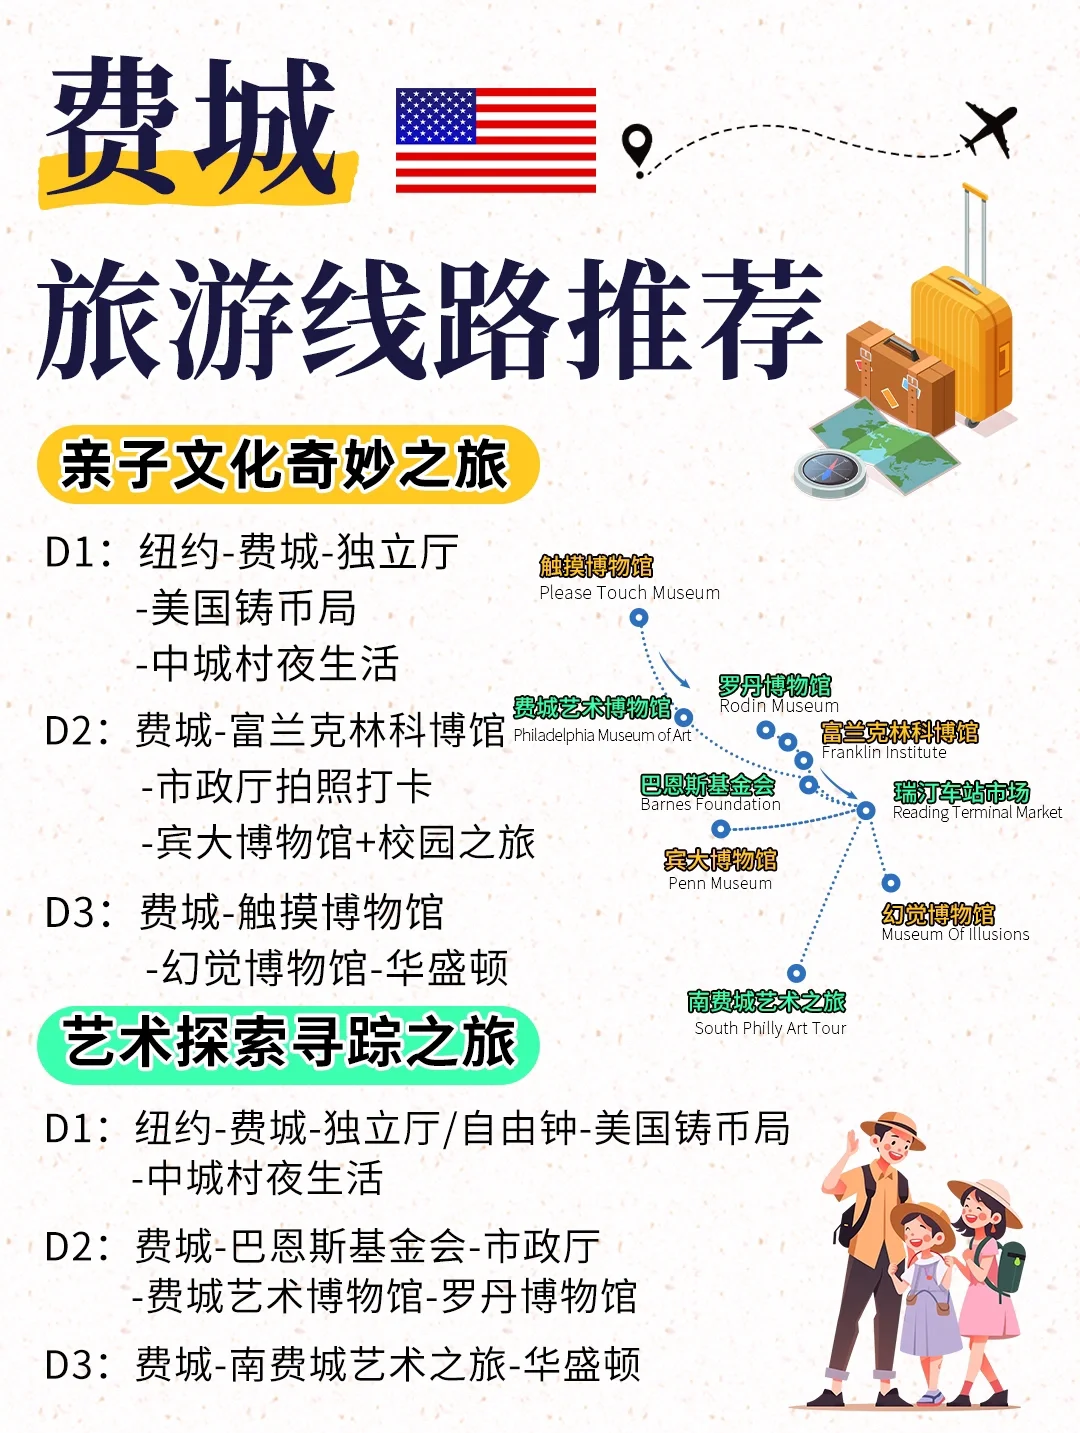 费城
旅游线路推荐
亲子文化奇妙之旅
D1：纽约-费城-独立厅
-美国铸币局
-中城村夜生活
D2：费城-富兰克林科博馆
-市政厅拍照打卡
-宾大博物馆+校园之旅
D3：费城-触摸博物馆
-幻觉博物馆-华盛顿
触摸博物馆
Please Touch Museum
罗丹博物馆
Rodin Museum
费城艺术博物馆
Philadelphia Museum of Art
富兰克林科博馆
Franklin Institute
巴恩斯基金会
Barnes Foundation
瑞汀车站市场
Reading Terminal Market
宾大博物馆
Penn Museum
幻觉博物馆
Museum Of Illusions
南费城艺术之旅
South Philly Art Tour
艺术探索寻踪之旅
D1：纽约-费城-独立厅/自由钟-美国铸币局
-中城村夜生活
D2：费城-巴恩斯基金会-市政厅
-费城艺术博物馆-罗丹博物馆
D3：费城-南费城艺术之旅-华盛顿